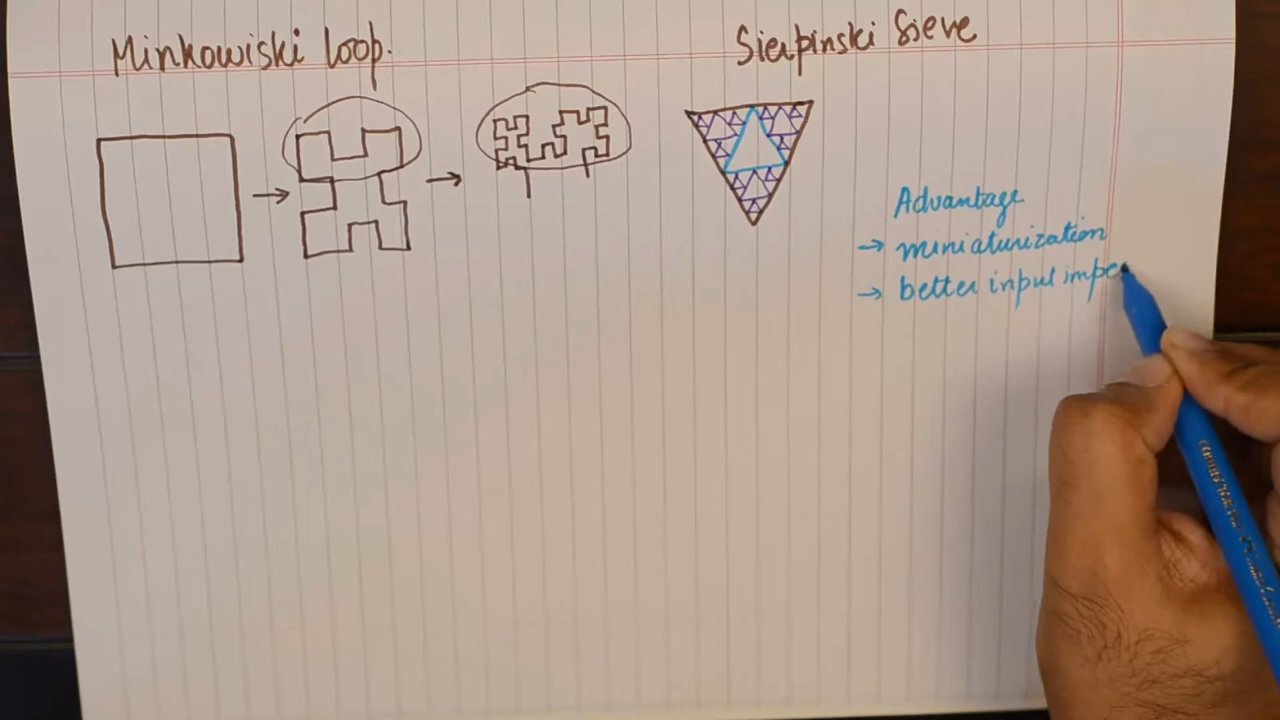 Minkowiski loop.
Sierpinski Sieve
Advantage
→ miniaturization
→ better input impe